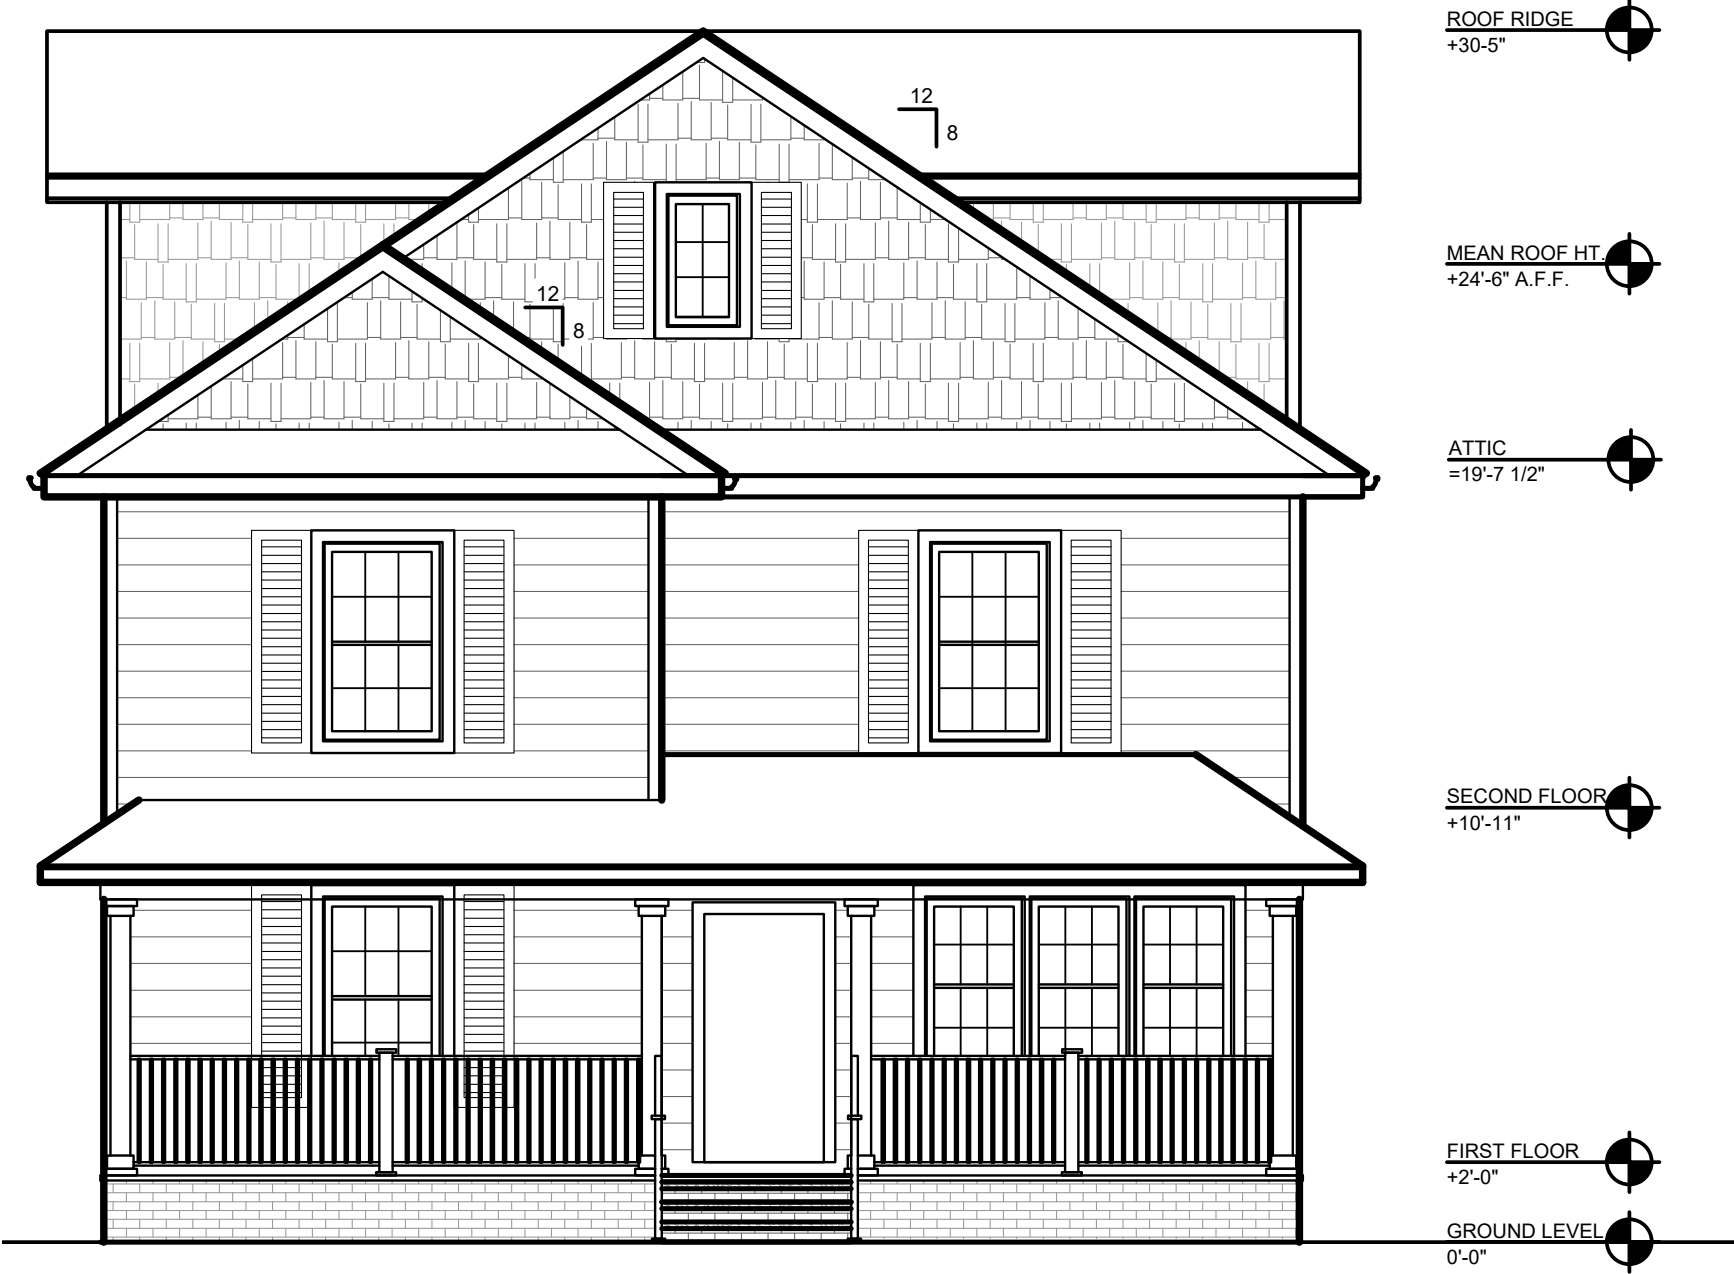 ROOF RIDGE
+30-5"
12
8
MEAN ROOF HT.
+24'-6" A.F.F.
12
8
ATTIC
=19'-7 1/2"
SECOND FLOOR
+10'-11"
FIRST FLOOR
+2'-0"
GROUND LEVEL
0'-0"